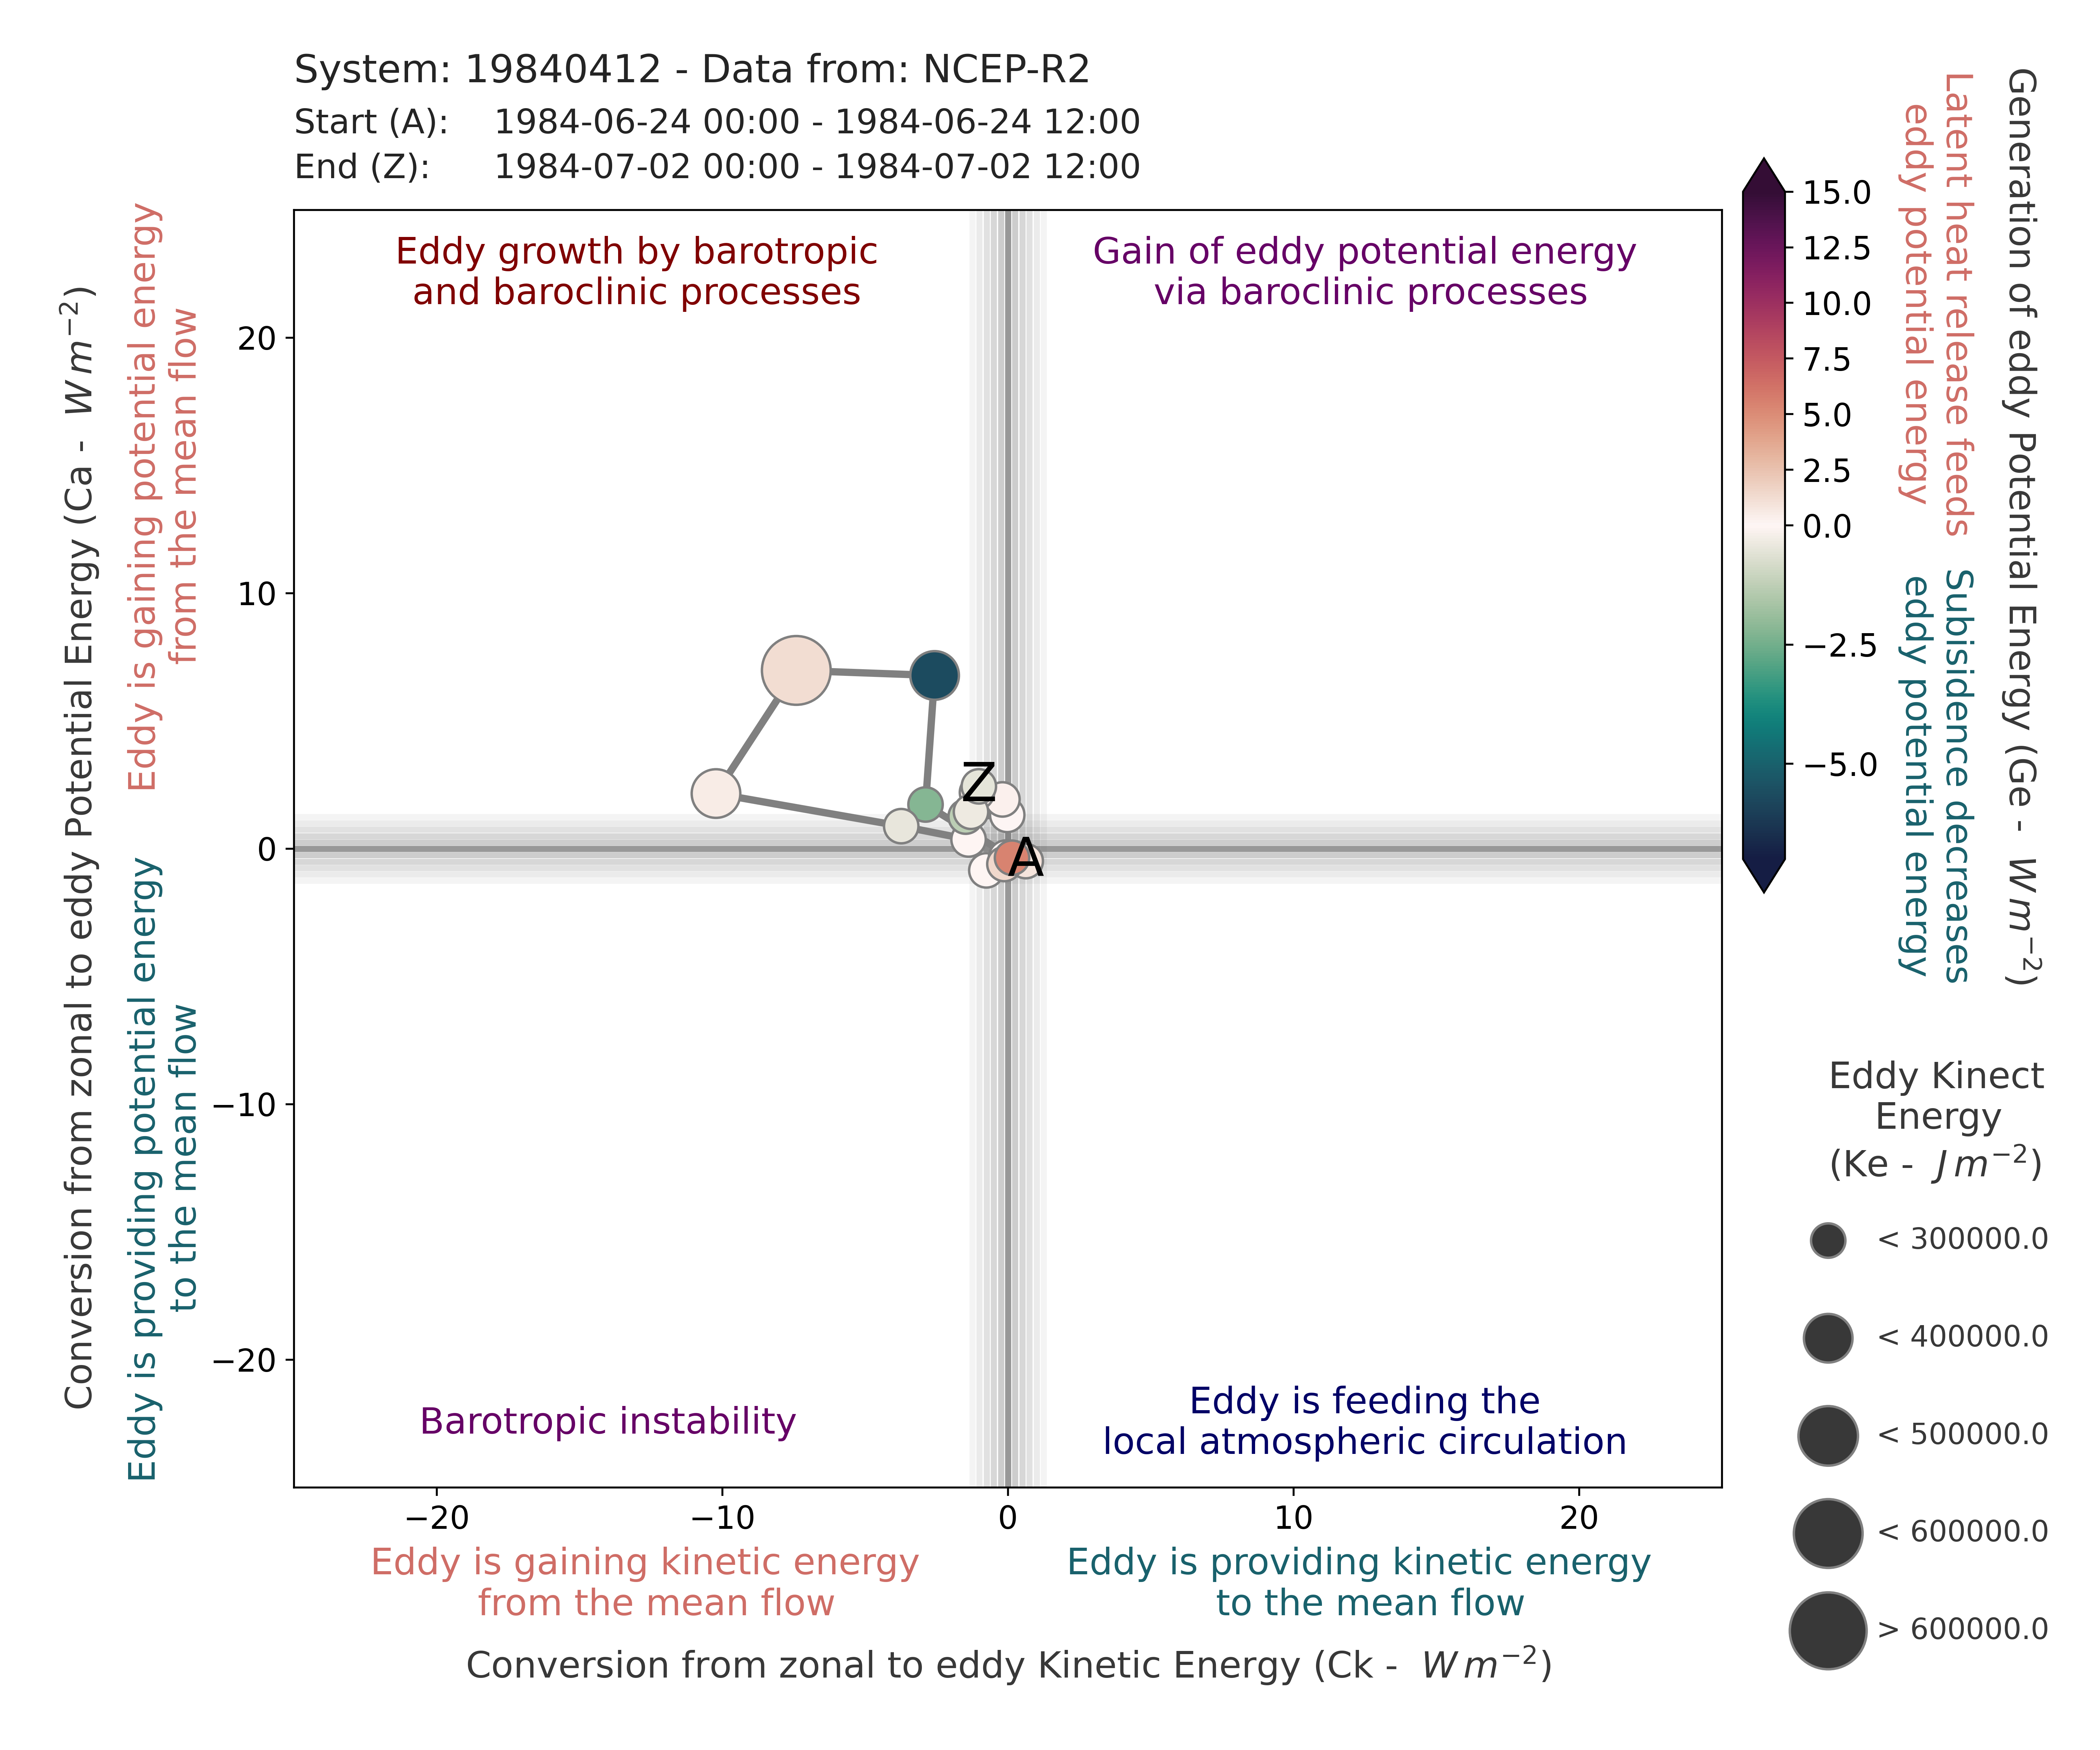 System: 19840412 - Data from: NCEP-R2
Start (A): 1984-06-24 00:00 - 1984-06-24 12:00
End (Z): 1984-07-02 00:00 - 1984-07-02 12:00
Conversion from zonal to eddy Potential Energy (Ca - W m⁻²)
Eddy is gaining potential energy
from the mean flow
Eddy is providing potential energy
to the mean flow
20
10
0
−10
−20
Eddy growth by barotropic
and baroclinic processes
Gain of eddy potential energy
via baroclinic processes
Z
A
Barotropic instability
Eddy is feeding the
local atmospheric circulation
−20
−10
0
10
20
Eddy is gaining kinetic energy
from the mean flow
Eddy is providing kinetic energy
to the mean flow
Conversion from zonal to eddy Kinetic Energy (Ck - W m⁻²)
15.0
12.5
10.0
7.5
5.0
2.5
0.0
−2.5
−5.0
Latent heat release feeds
eddy potential energy
Subisidence decreases
eddy potential energy
Generation of eddy Potential Energy (Ge - W m⁻²)
Eddy Kinect
Energy
(Ke - J m⁻²)
< 300000.0
< 400000.0
< 500000.0
< 600000.0
> 600000.0